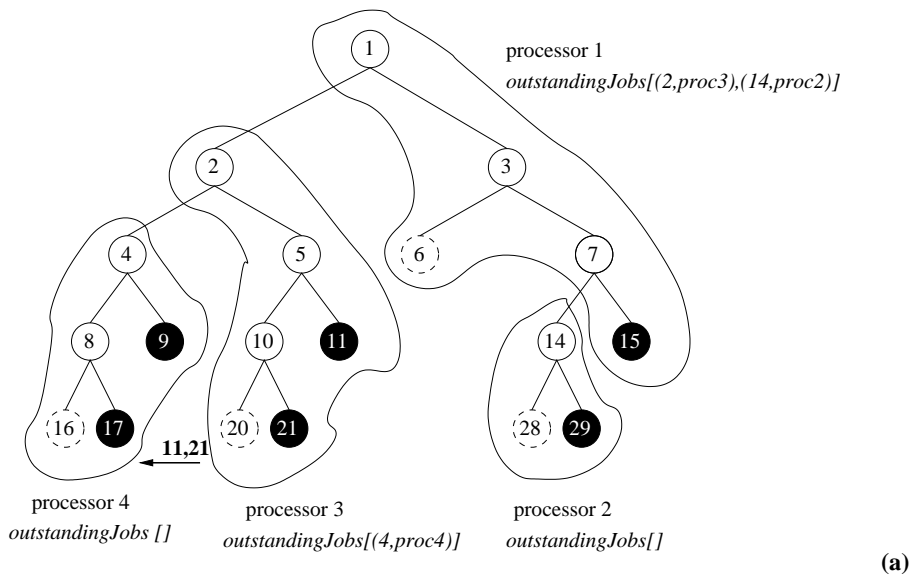 1
processor 1
outstandingJobs[(2,proc3),(14,proc2)]
2
3
4
5
6
7
8
9
10
11
14
15
16
17
20
21
28
29
11,21
processor 4
outstandingJobs []
processor 3
outstandingJobs[(4,proc4)]
processor 2
outstandingJobs[]
(a)